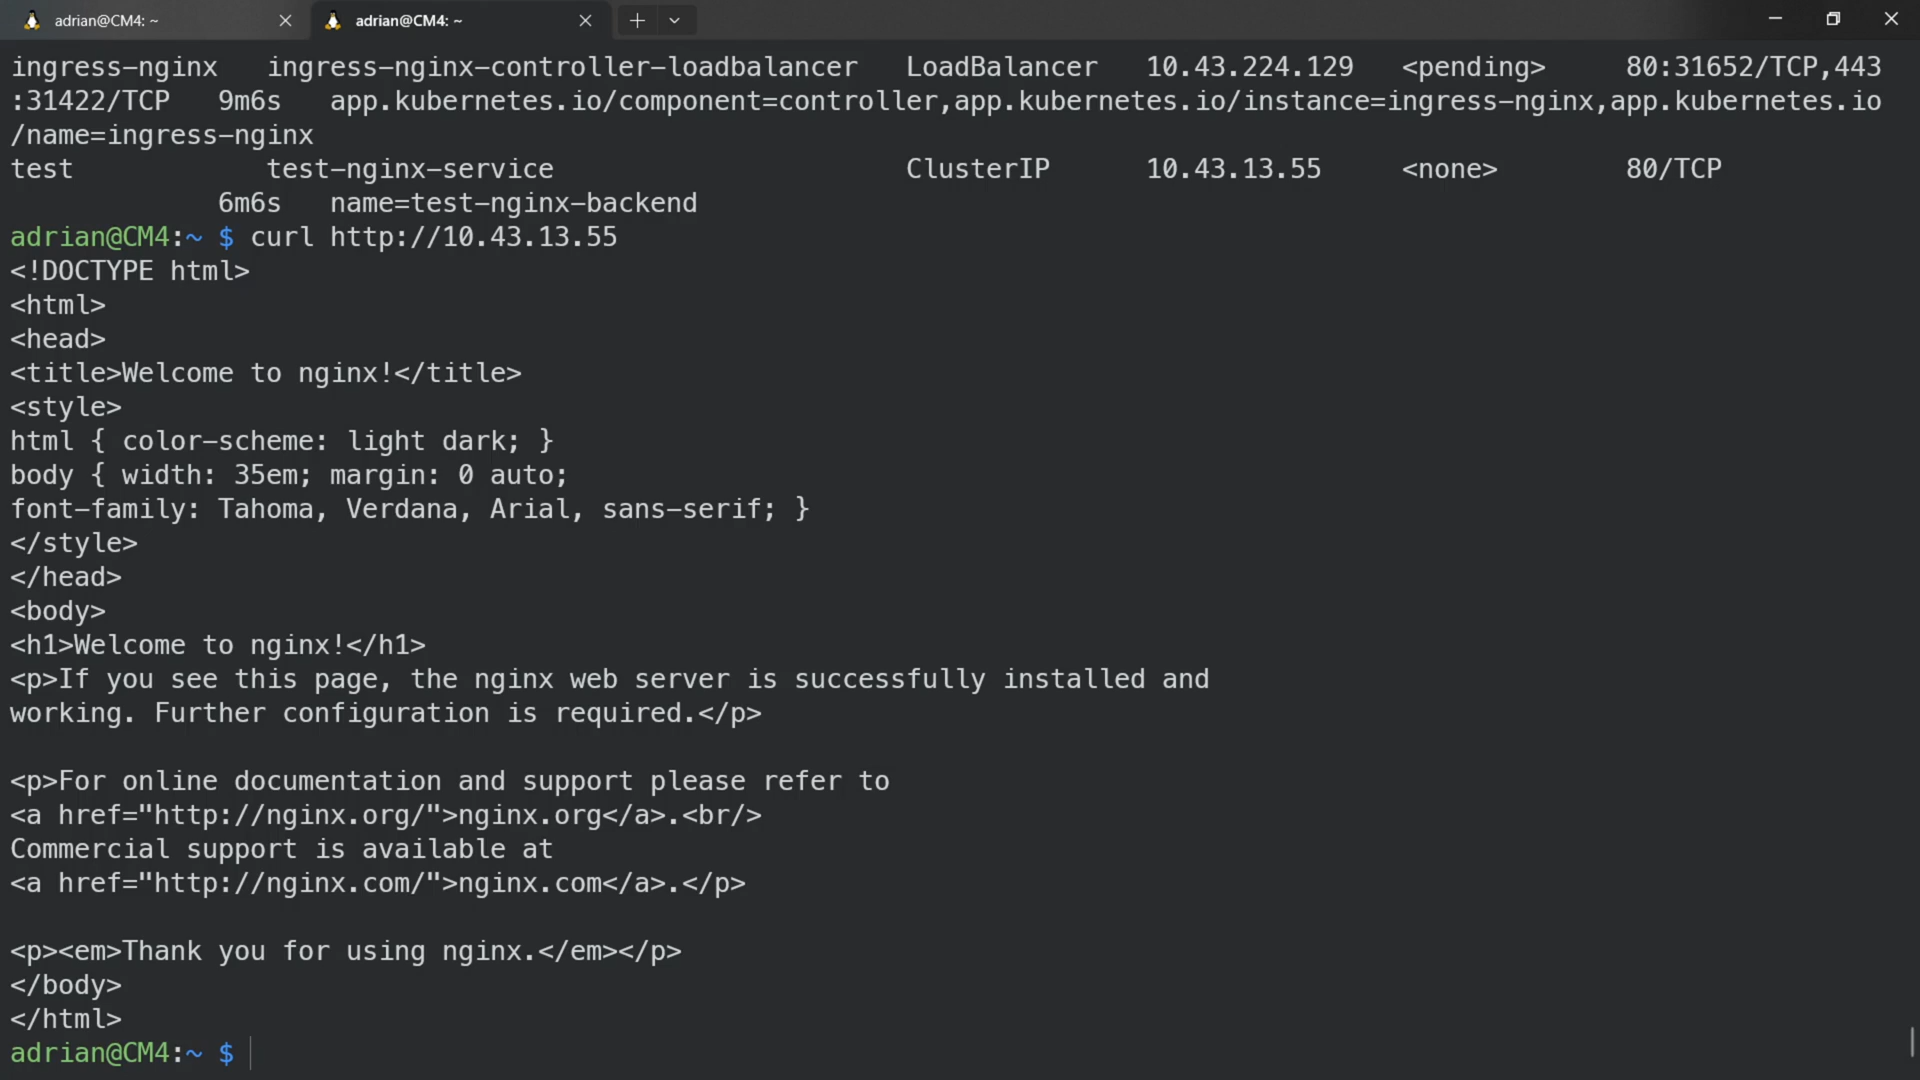 adrian@CM4: ~ adrian@CM4: ~
ingress-nginx ingress-nginx-controller-loadbalancer LoadBalancer 10.43.224.129 <pending> 80:31652/TCP,443
:31422/TCP 9m6s app.kubernetes.io/component=controller,app.kubernetes.io/instance=ingress-nginx,app.kubernetes.io
/name=ingress-nginx
test test-nginx-service ClusterIP 10.43.13.55 <none> 80/TCP
6m6s name=test-nginx-backend
adrian@CM4:~ $ curl http://10.43.13.55
<!DOCTYPE html>
<html>
<head>
<title>Welcome to nginx!</title>
<style>
html { color-scheme: light dark; }
body { width: 35em; margin: 0 auto;
font-family: Tahoma, Verdana, Arial, sans-serif; }
</style>
</head>
<body>
<h1>Welcome to nginx!</h1>
<p>If you see this page, the nginx web server is successfully installed and
working. Further configuration is required.</p>

<p>For online documentation and support please refer to
<a href="http://nginx.org/">nginx.org</a>.<br/>
Commercial support is available at
<a href="http://nginx.com/">nginx.com</a>.</p>

<p><em>Thank you for using nginx.</em></p>
</body>
</html>
adrian@CM4:~ $